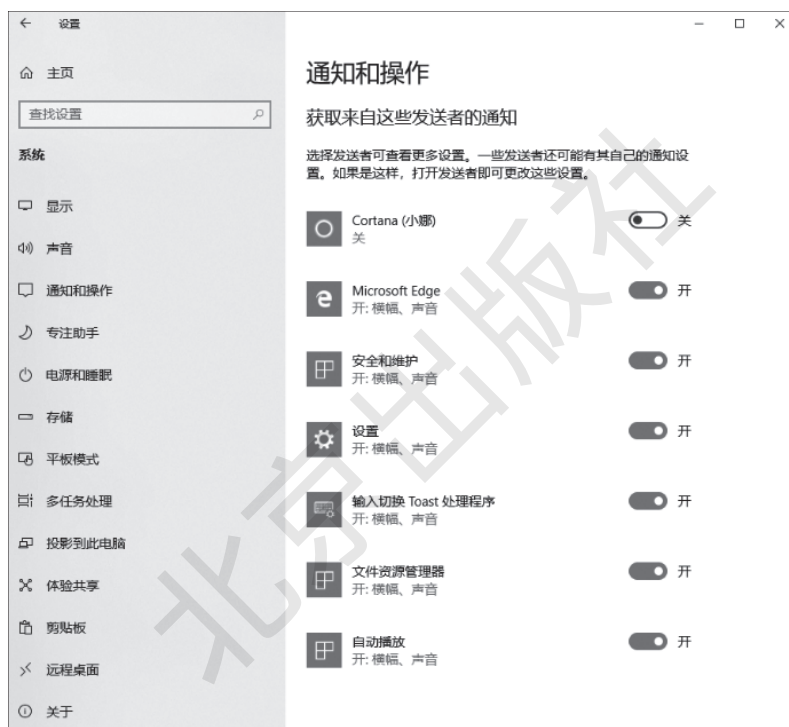 设置
主页
查找设置
系统
显示
声音
通知和操作
专注助手
电源和睡眠
存储
平板模式
多任务处理
投影到此电脑
体验共享
剪贴板
远程桌面
关于
通知和操作
获取来自这些发送者的通知
选择发送者可查看更多设置。一些发送者还可能有其自己的通知设
置。如果是这样，打开发送者即可更改这些设置。
Cortana (小娜)
关
关
Microsoft Edge
开: 横幅、声音
开
安全和维护
开: 横幅、声音
开
设置
开: 横幅、声音
开
输入切换 Toast 处理程序
开: 横幅、声音
开
文件资源管理器
开: 横幅、声音
开
自动播放
开: 横幅、声音
开
北京出版社